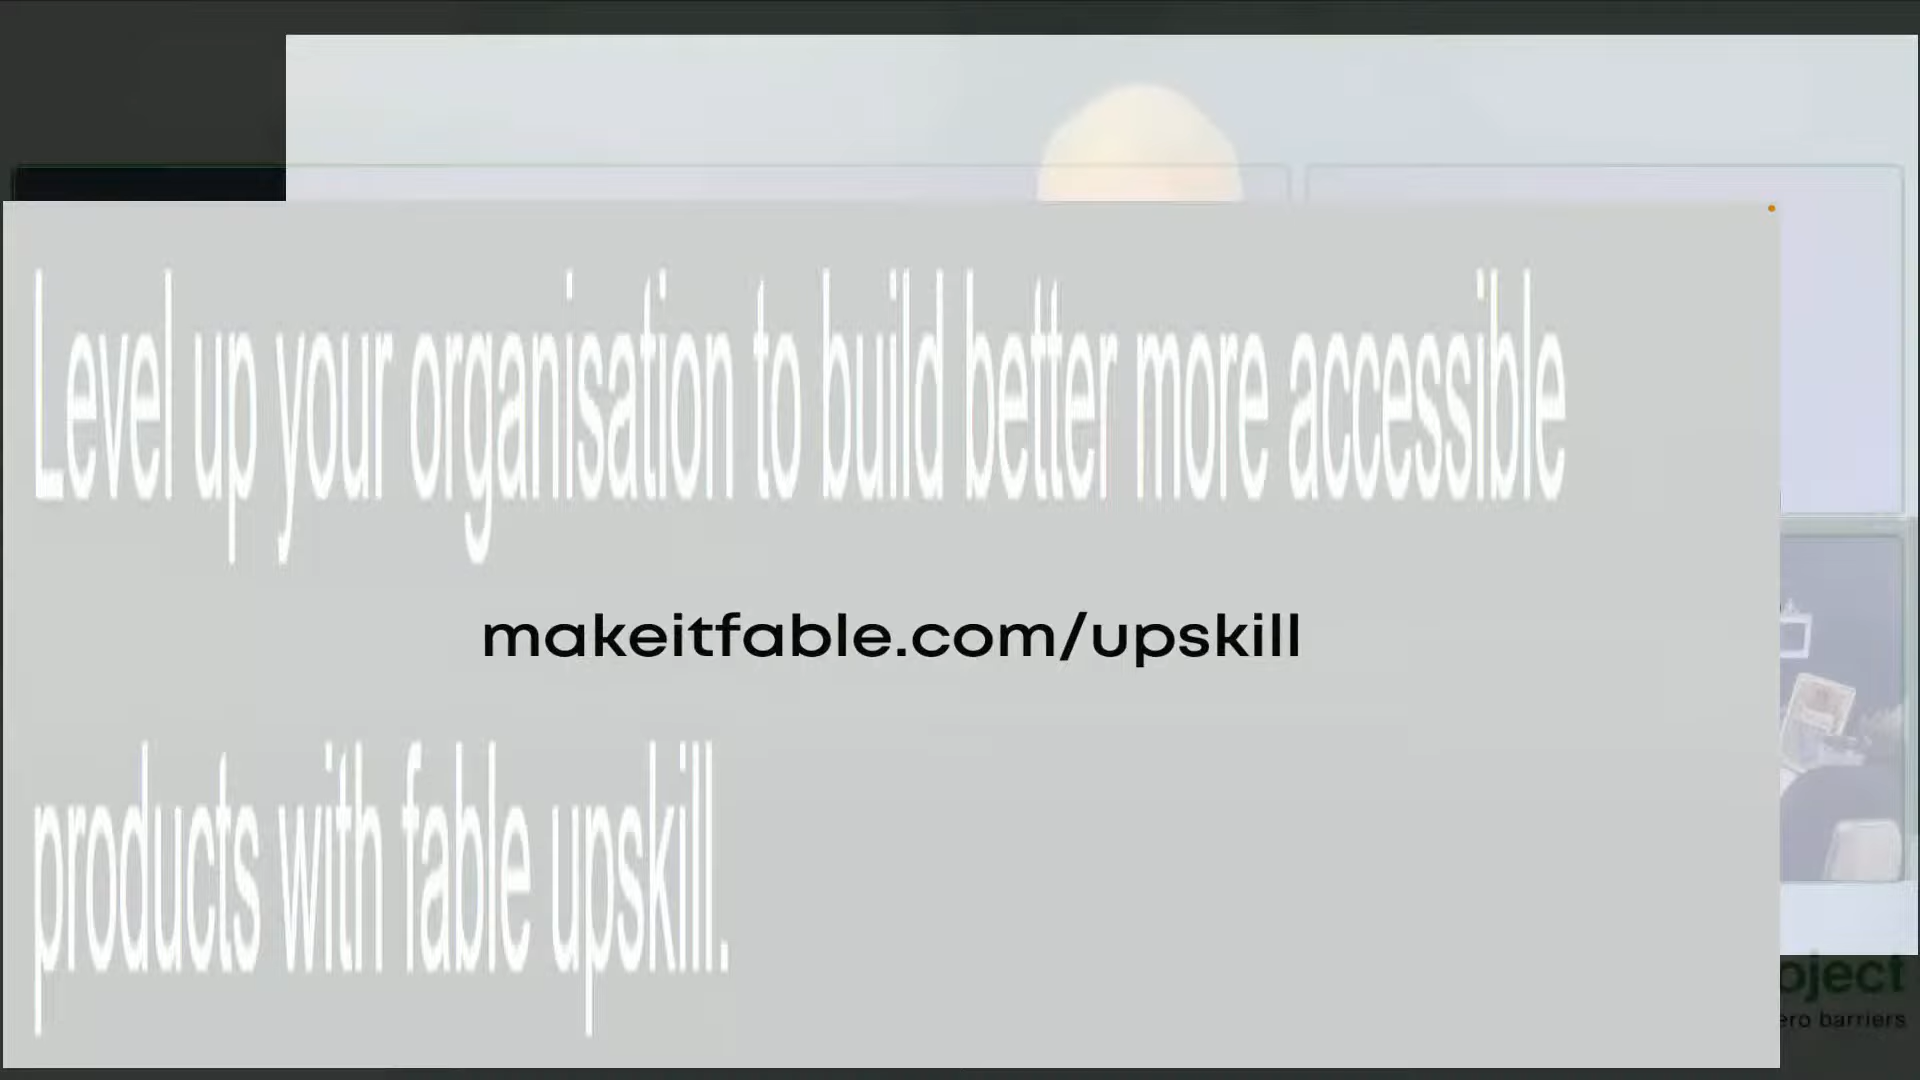 Level up your organisation to build better more accessible
makeitfable.com/upskill
products with fable upskill.
oject
ero barriers